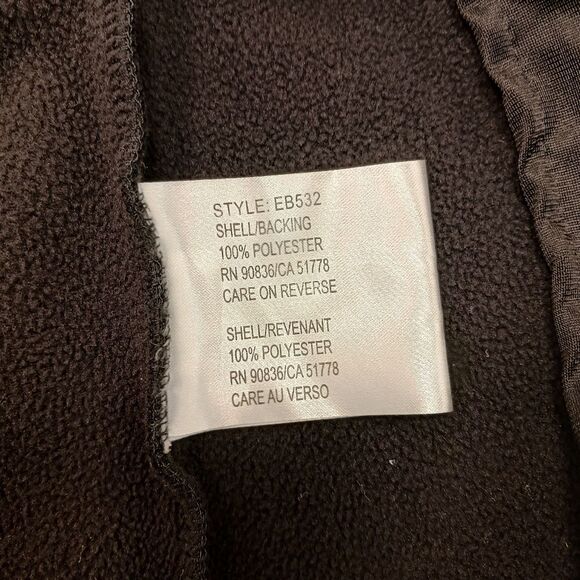 STYLE: EB532
SHELL/BACKING
100% POLYESTER
RN 90836/CA 51778
CARE ON REVERSE
SHELL/REVENANT
100% POLYESTER
RN 90836/CA 51778
CARE AU VERSO